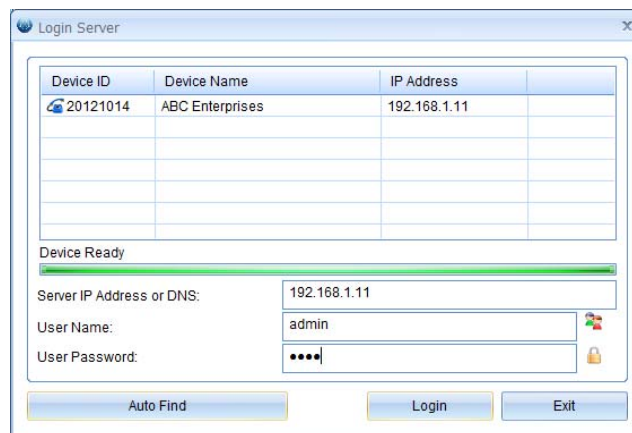 Login Server
Device ID Device Name IP Address
20121014 ABC Enterprises 192.168.1.11
Device Ready
Server IP Address or DNS: 192.168.1.11
User Name: admin
User Password: ●●●●
Auto Find Login Exit